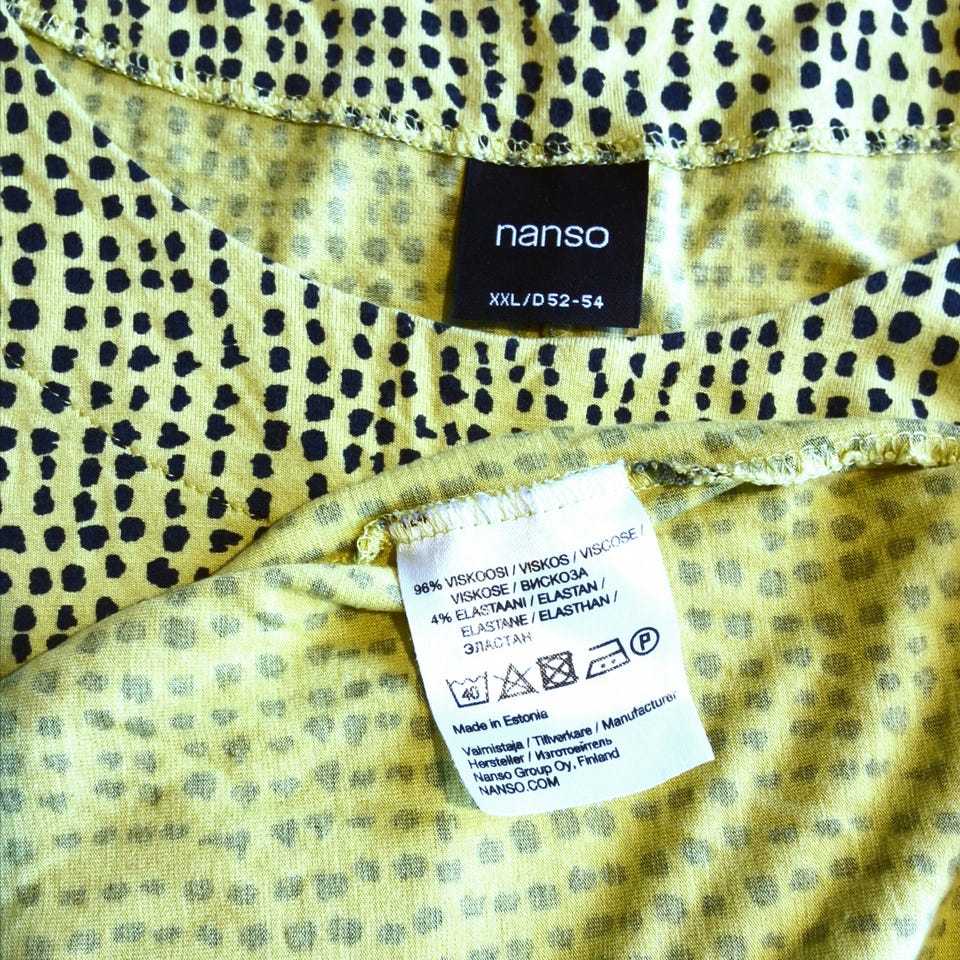 nanso
XXL/D52-54
96% VISKOOSI / VISKOS / VISCOSE /
VISKOSE / ВИСКОЗА
4% ELASTAANI / ELASTAN /
ELASTANE / ELASTHAN /
ЭЛАСТАН
40 P
Made in Estonia
Valmistaja / Tillverkare / Manufacturer
Hersteller / Изготовитель
Nanso Group Oy, Finland
NANSO.COM